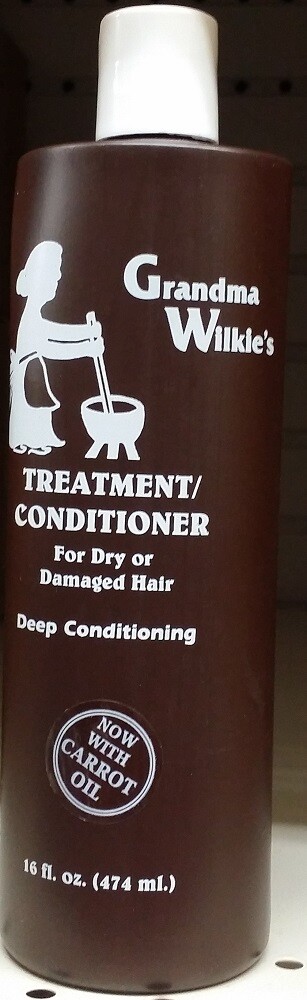 Grandma
Wilkie's
TREATMENT/
CONDITIONER
For Dry or
Damaged Hair
Deep Conditioning
NOW
WITH
CARROT
OIL
16 fl. oz. (474 ml.)